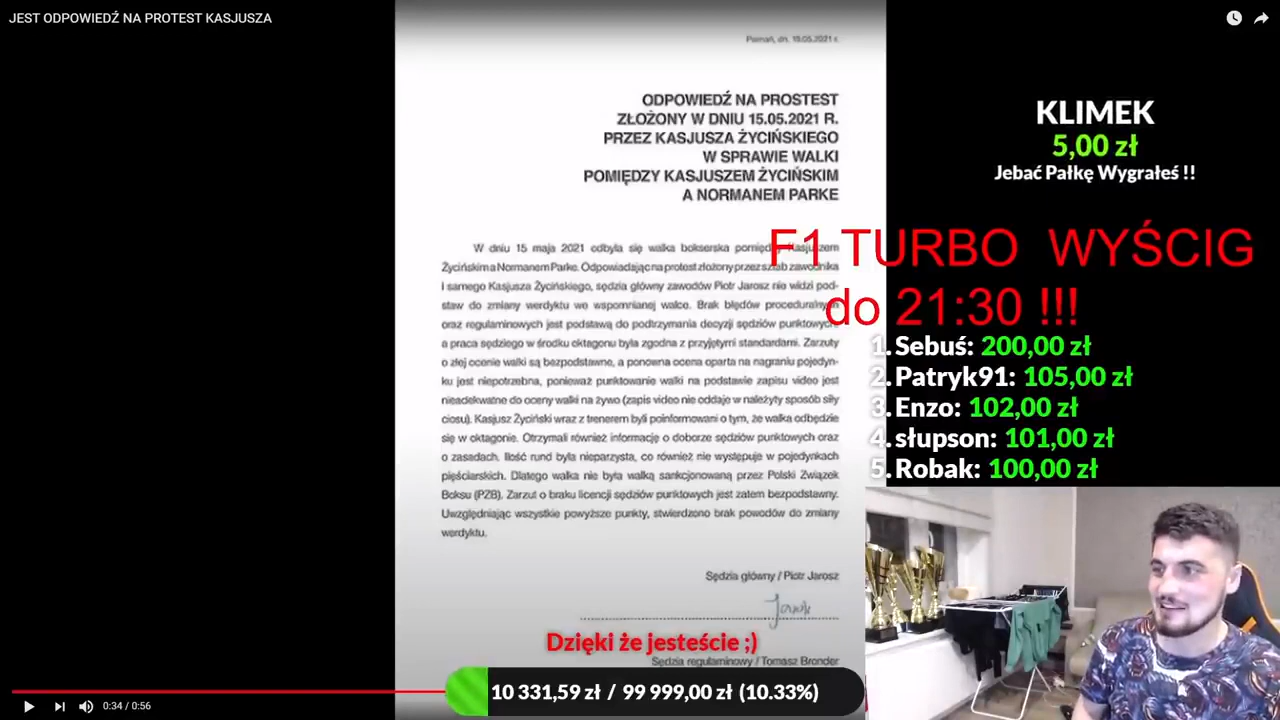 JEST ODPOWIEDŹ NA PROTEST KASJUSZA
Poznań, dn. 18.05.2021 r.
ODPOWIEDŹ NA PROSTEST
ZŁOŻONY W DNIU 15.05.2021 R.
PRZEZ KASJUSZA ŻYCIŃSKIEGO
W SPRAWIE WALKI
POMIĘDZY KASJUSZEM ŻYCIŃSKIM
A NORMANEM PARKE
W dniu 15 maja 2021 odbyła się walka bokserska pomiędzy Kasjuszem
Życińskim a Normanem Parke. Odpowiadając na protest złożony przez sztab zawodnika
i samego Kasjusza Życińskiego, sędzia główny zawodów Piotr Jarosz nie widzi pod-
staw do zmiany werdyktu we wspomnianej walce. Brak błędów proceduralnych
oraz regulaminowych jest podstawą do podtrzymania decyzji sędziów punktowych,
a praca sędziego w środku oktagonu była zgodna z przyjętymi standardami. Zarzuty
o złej ocenie walki są bezpodstawne, a ponowna ocena oparta na nagraniu pojedyn-
ku jest niepotrzebna, ponieważ punktowanie walki na podstawie zapisu video jest
nieadekwatne do oceny walki na żywo (zapis video nie oddaje w należyty sposób siły
ciosu). Kasjusz Życiński wraz z trenerem byli poinformowani o tym, że walka odbędzie
się w oktagonie. Otrzymali również informację o doborze sędziów punktowych oraz
o zasadach. Ilość rund była nieparzysta, co również nie występuje w pojedynkach
pięściarskich. Dlatego walka nie była walką sankcjonowaną przez Polski Związek
Boksu (PZB). Zarzut o braku licencji sędziów punktowych jest zatem bezpodstawny.
Uwzględniając wszystkie powyższe punkty, stwierdzono brak powodów do zmiany
werdyktu.
Sędzia główny / Piotr Jarosz
Sędzia regulaminowy / Tomasz Bronder
KLIMEK
5,00 zł
Jebać Pałkę Wygrałeś !!
F1 TURBO WYŚCIG
do 21:30 !!!
1. Sebuś: 200,00 zł
2. Patryk91: 105,00 zł
3. Enzo: 102,00 zł
4. słupson: 101,00 zł
5. Robak: 100,00 zł
Dzięki że jesteście ;)
10 331,59 zł / 99 999,00 zł (10.33%)
0:34 / 0:56